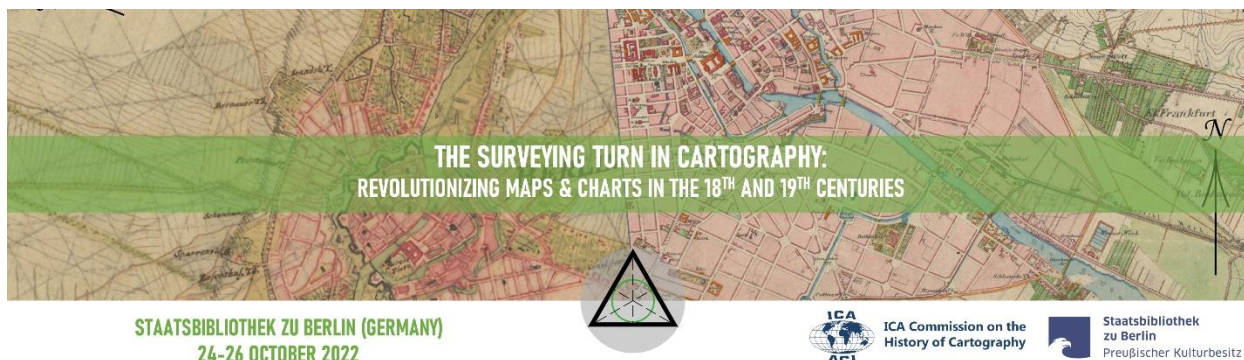 THE SURVEYING TURN IN CARTOGRAPHY:
REVOLUTIONIZING MAPS & CHARTS IN THE 18TH AND 19TH CENTURIES
N
Frankfurt
STAATSBIBLIOTHEK ZU BERLIN (GERMANY)
24-26 OCTOBER 2022
ICA
ACI
ICA Commission on the
History of Cartography
Staatsbibliothek
zu Berlin
Preußischer Kulturbesitz